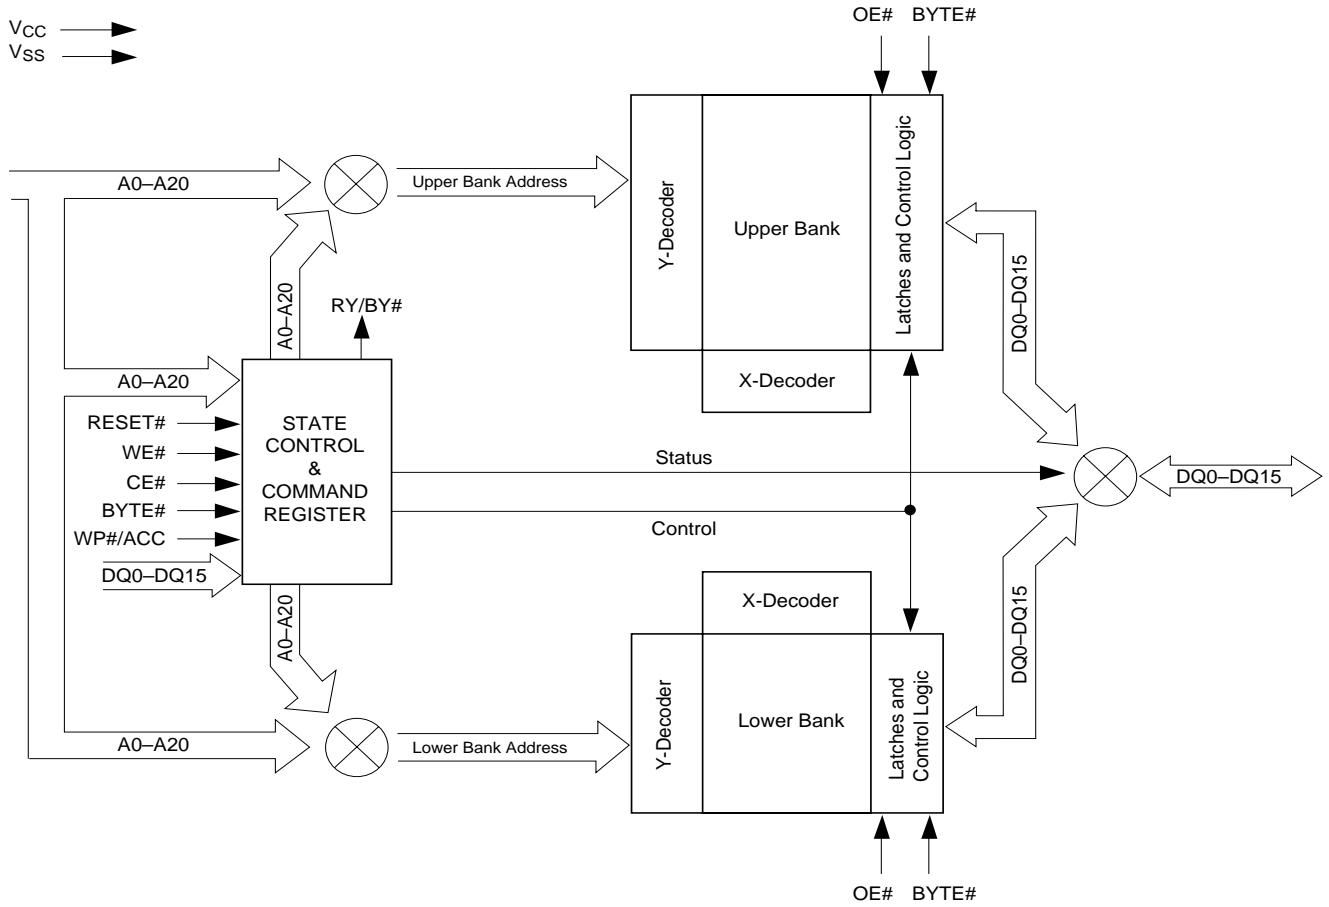 OE# BYTE#
VCC
VSS
A0–A20
Upper Bank Address
Y-Decoder
Upper Bank
Latches and Control Logic
X-Decoder
DQ0–DQ15
A0–A20
RY/BY#
A0–A20
RESET#
WE#
CE#
BYTE#
WP#/ACC
DQ0–DQ15
STATE
CONTROL
&
COMMAND
REGISTER
Status
Control
DQ0–DQ15
A0–A20
X-Decoder
DQ0–DQ15
A0–A20
Lower Bank Address
Y-Decoder
Lower Bank
Latches and
Control Logic
OE# BYTE#